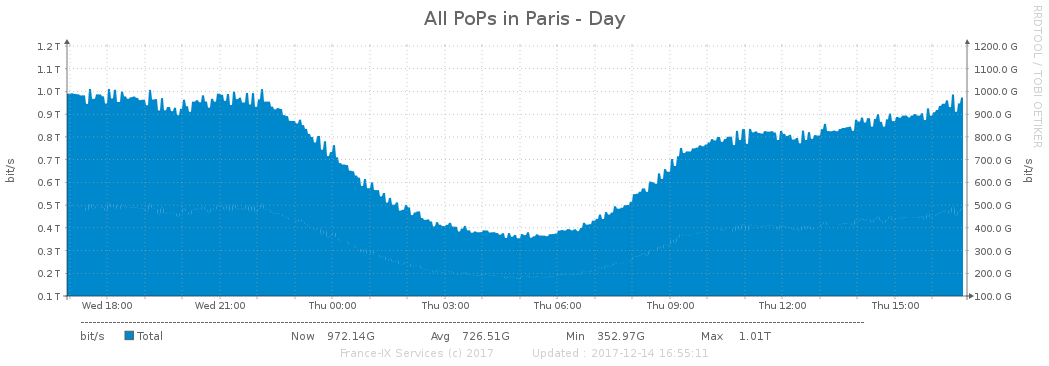 All PoPs in Paris - Day
RRDTOOL / TOBI OETIKER
bit/s
1.2 T
1.1 T
1.0 T
0.9 T
0.8 T
0.7 T
0.6 T
0.5 T
0.4 T
0.3 T
0.2 T
0.1 T
1200.0 G
1100.0 G
1000.0 G
900.0 G
800.0 G
700.0 G
600.0 G
500.0 G
400.0 G
300.0 G
200.0 G
100.0 G
bit/s
Wed 18:00 Wed 21:00 Thu 00:00 Thu 03:00 Thu 06:00 Thu 09:00 Thu 12:00 Thu 15:00
bit/s Total Now 972.14G Avg 726.51G Min 352.97G Max 1.01T
France-IX Services (c) 2017 Updated : 2017-12-14 16:55:11